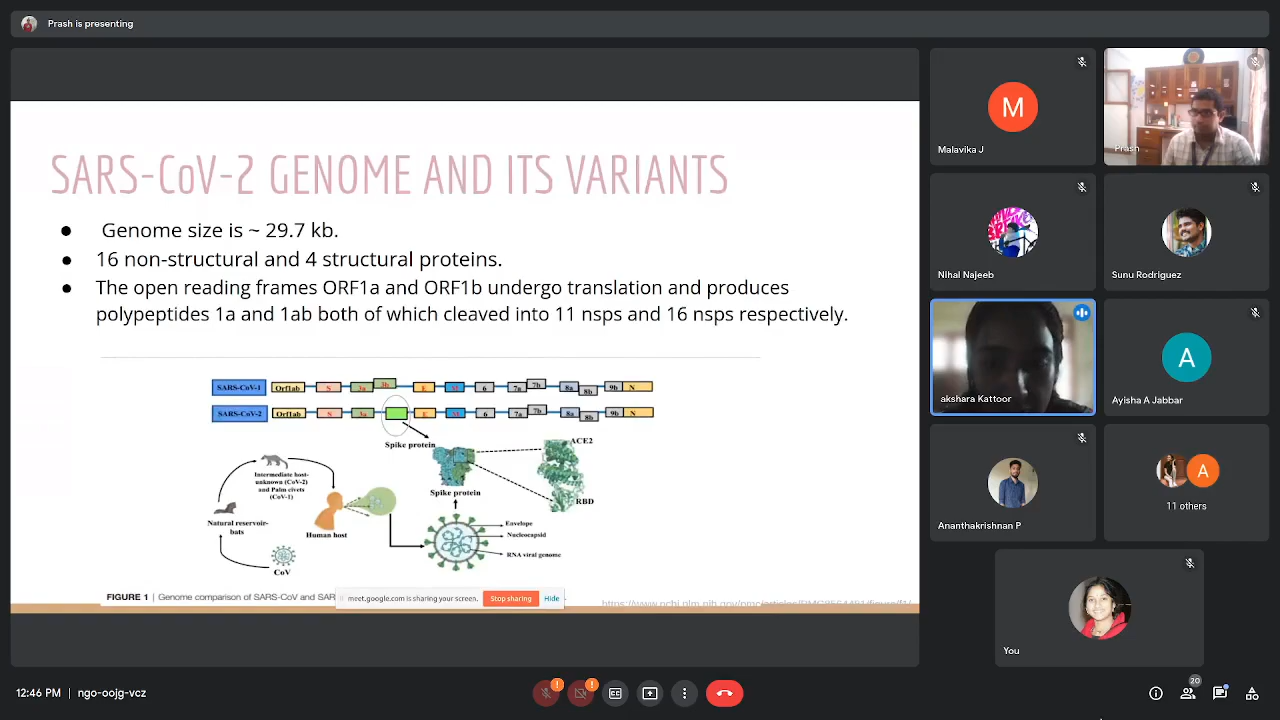 Prash is presenting
SARS-CoV-2 GENOME AND ITS VARIANTS
● Genome size is ~ 29.7 kb.
● 16 non-structural and 4 structural proteins.
● The open reading frames ORF1a and ORF1b undergo translation and produces
polypeptides 1a and 1ab both of which cleaved into 11 nsps and 16 nsps respectively.
SARS-CoV-1 Orf1ab S 3a 3b E M 6 7a 7b 8a 8b 9b N
SARS-CoV-2 Orf1ab S 3a E M 6 7a 7b 8a 8b 9b N
Spike protein
ACE2
Intermediate host-
unknown (CoV-2)
and Palm civets
(CoV-1)
Spike protein
RBD
Natural reservoir-
bats
Human host
Envelope
Nucleocapsid
RNA viral genome
CoV
FIGURE 1 | Genome comparison of SARS-CoV and SAR
meet.google.com is sharing your screen. Stop sharing Hide
M
Malavika J
Prash
Nihal Najeeb
Sunu Rodriguez
akshara Kattoor
A
Ayisha A Jabbar
Ananthakrishnan P
A
11 others
You
12:46 PM | ngo-oojg-vcz
20